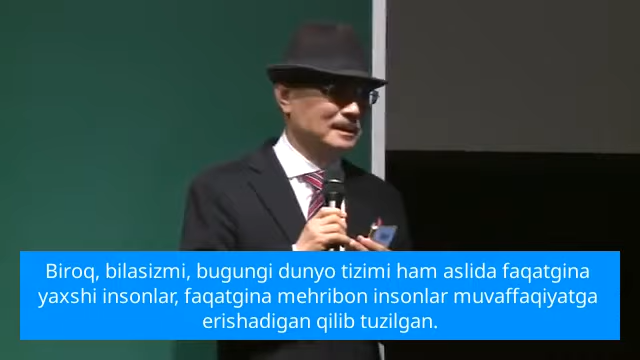 Biroq, bilasizmi, bugungi dunyo tizimi ham aslida faqatgina
yaxshi insonlar, faqatgina mehribon insonlar muvaffaqiyatga
erishadigan qilib tuzilgan.